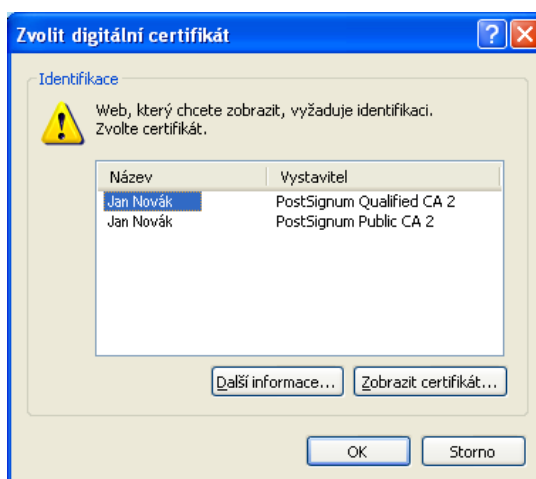 Zvolit digitální certifikát
Identifikace
Web, který chcete zobrazit, vyžaduje identifikaci.
Zvolte certifikát.
Název Vystavitel
Jan Novák PostSignum Qualified CA 2
Jan Novák PostSignum Public CA 2
Další informace... Zobrazit certifikát...
OK Storno